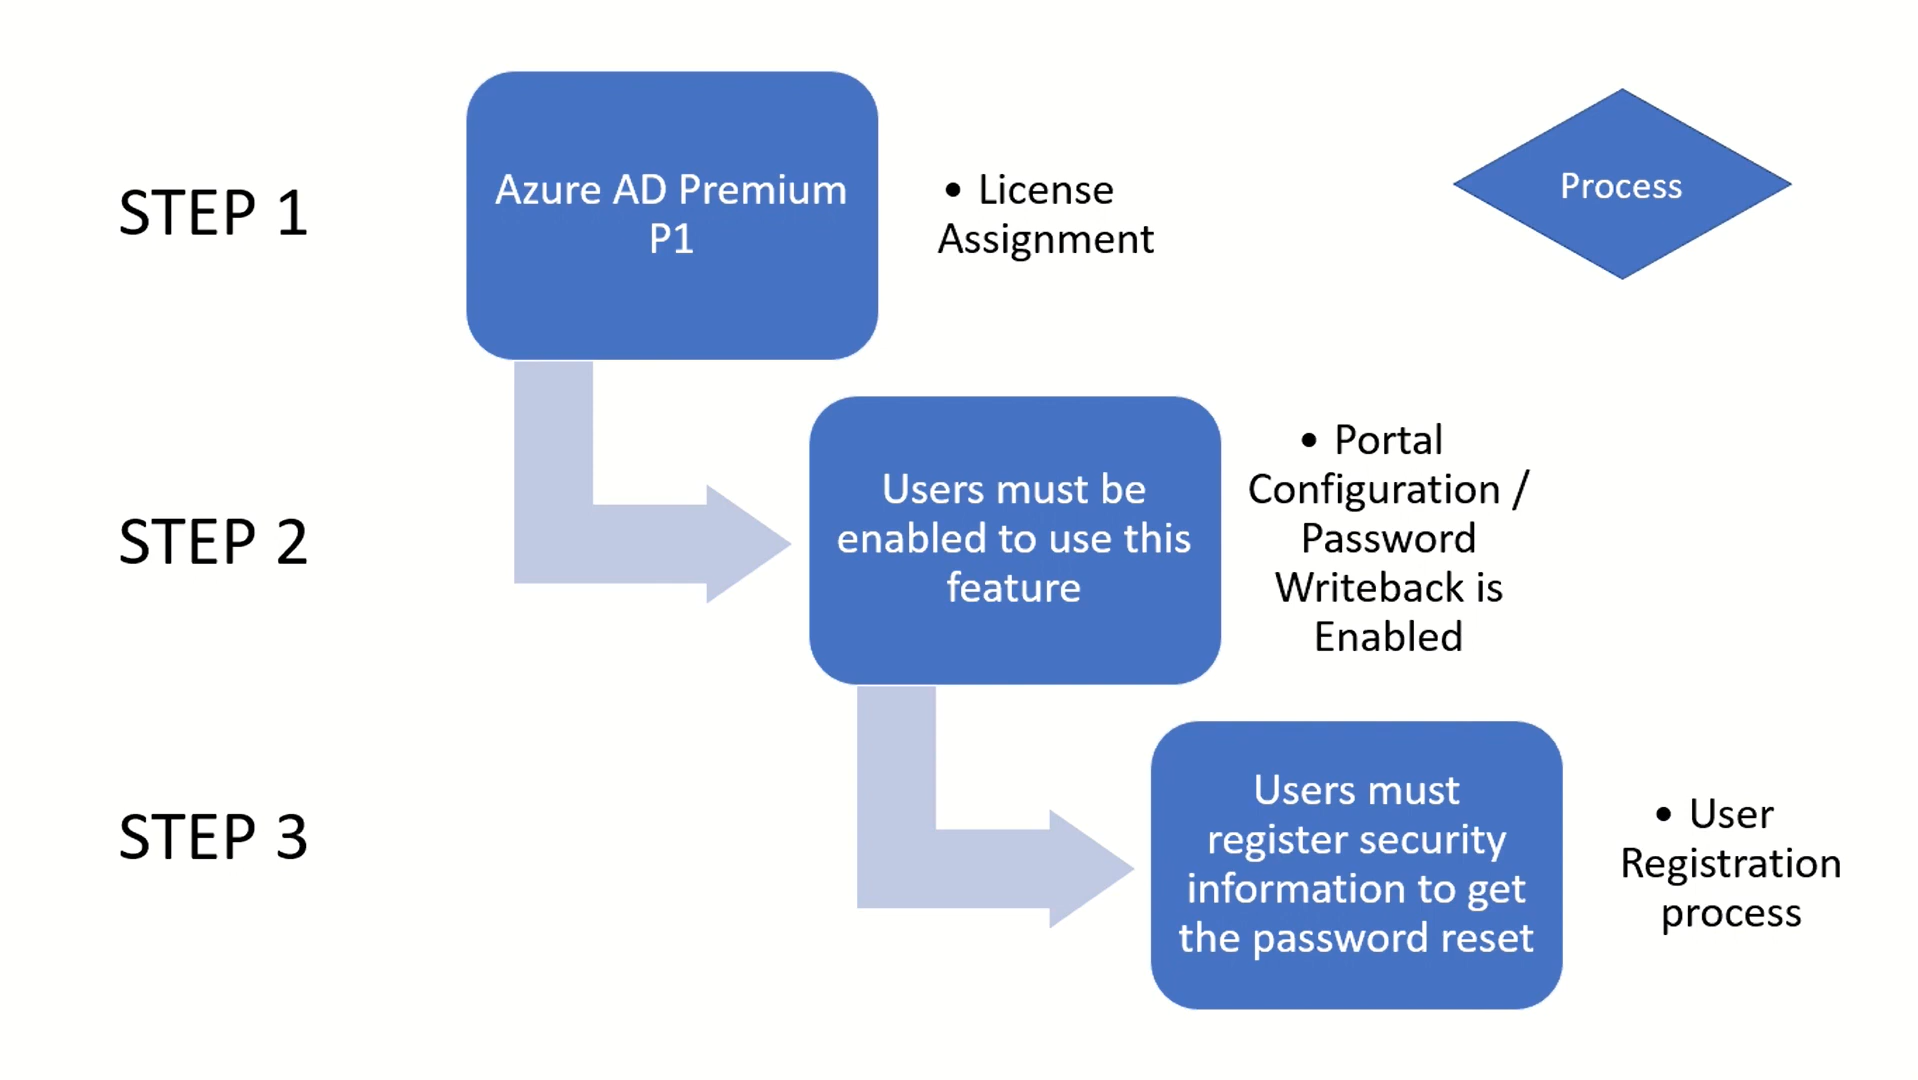 STEP 1
Azure AD Premium
P1
• License
Assignment
Process
STEP 2
Users must be
enabled to use this
feature
• Portal
Configuration /
Password
Writeback is
Enabled
STEP 3
Users must
register security
information to get
the password reset
• User
Registration
process